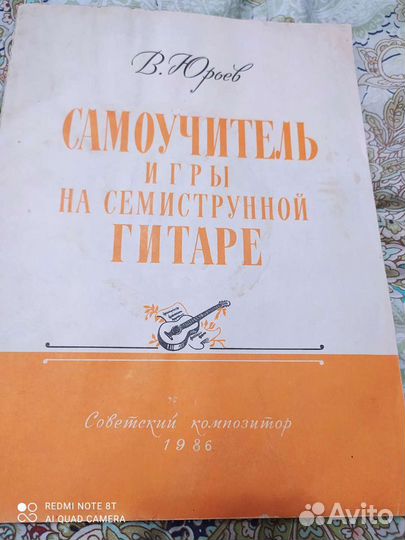 В. Юрьев
САМОУЧИТЕЛЬ
ИГРЫ
НА СЕМИСТРУННОЙ
ГИТАРЕ
Советский композитор
1986
REDMI NOTE 8T
AI QUAD CAMERA
Avito